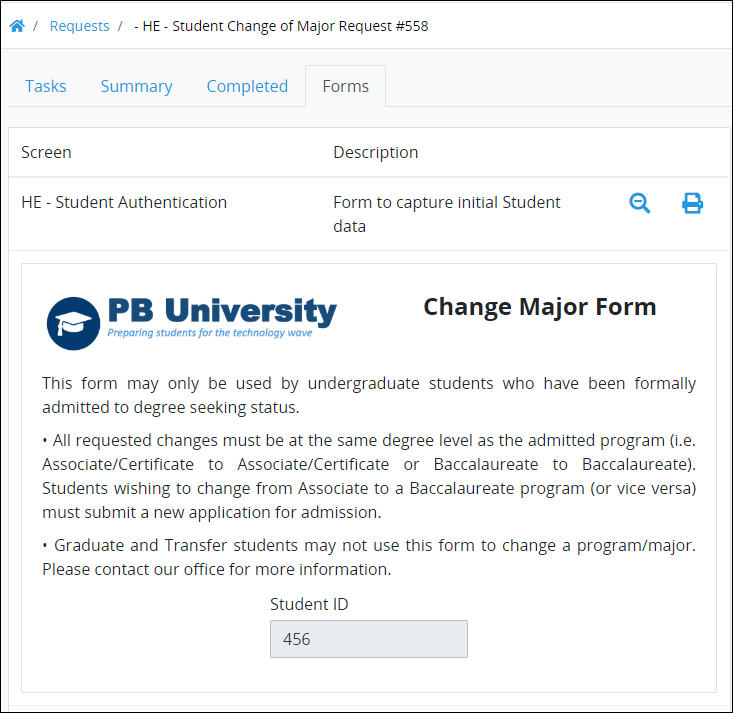 / Requests / - HE - Student Change of Major Request #558
Tasks Summary Completed Forms
Screen Description
HE - Student Authentication Form to capture initial Student
data
PB University Change Major Form
Preparing students for the technology wave
This form may only be used by undergraduate students who have been formally
admitted to degree seeking status.
• All requested changes must be at the same degree level as the admitted program (i.e.
Associate/Certificate to Associate/Certificate or Baccalaureate to Baccalaureate).
Students wishing to change from Associate to a Baccalaureate program (or vice versa)
must submit a new application for admission.
• Graduate and Transfer students may not use this form to change a program/major.
Please contact our office for more information.
Student ID
456